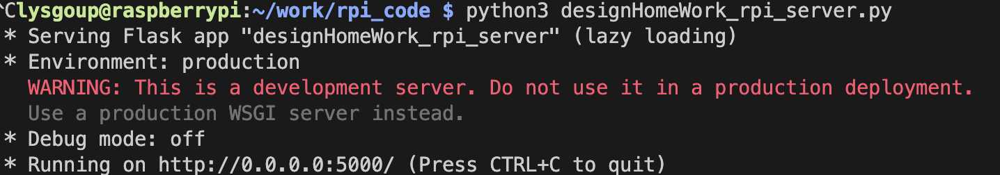 ^Clysgoup@raspberrypi:~/work/rpi_code $ python3 designHomeWork_rpi_server.py
* Serving Flask app "designHomeWork_rpi_server" (lazy loading)
* Environment: production
WARNING: This is a development server. Do not use it in a production deployment.
Use a production WSGI server instead.
* Debug mode: off
* Running on http://0.0.0.0:5000/ (Press CTRL+C to quit)